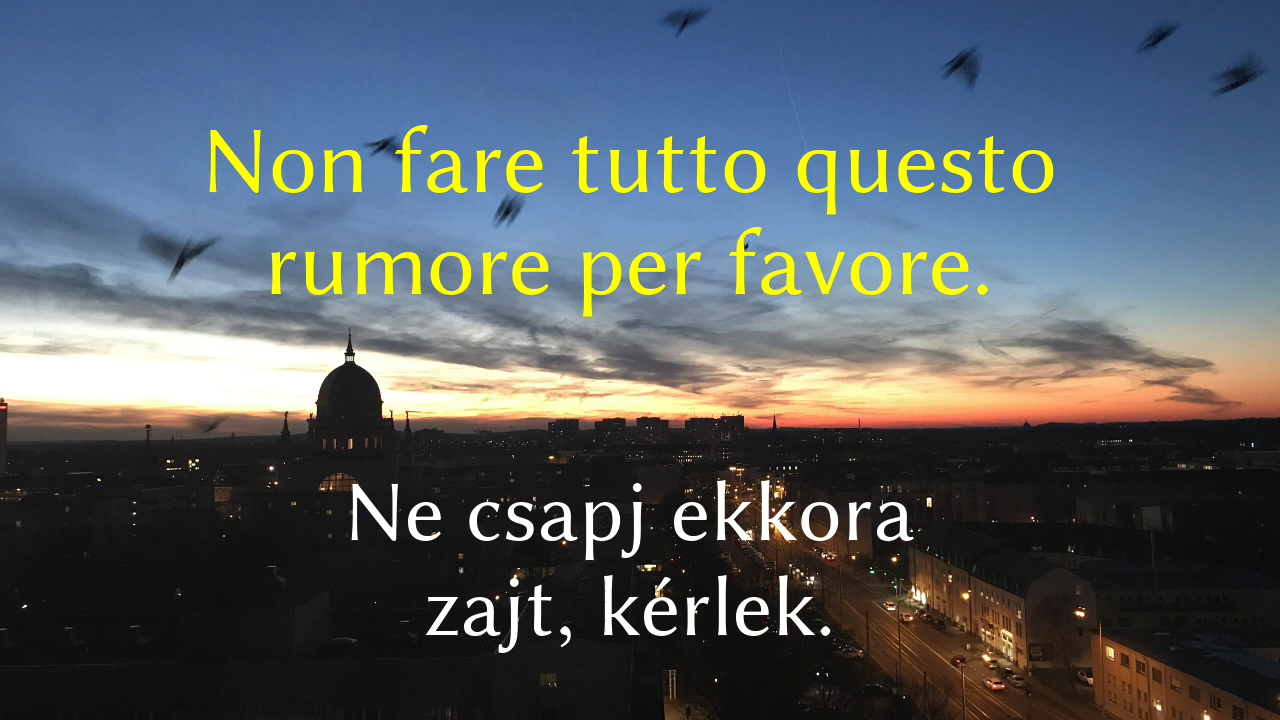 Non fare tutto questo
rumore per favore.
Ne csapj ekkora
zajt, kérlek.